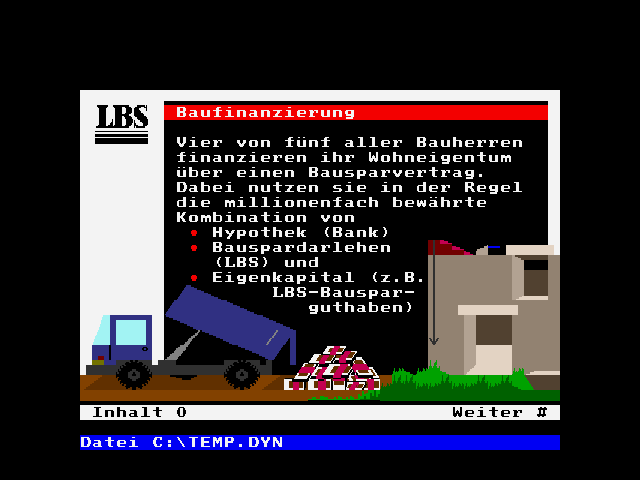 LBS
Baufinanzierung
Vier von fünf aller Bauherren
finanzieren ihr Wohneigentum
über einen Bausparvertrag.
Dabei nutzen sie in der Regel
die millionenfach bewährte
Kombination von
• Hypothek (Bank)
• Bauspardarlehen
(LBS) und
• Eigenkapital (z.B.
LBS-Bauspar-
guthaben)
Inhalt 0 Weiter #
Datei C:\TEMP.DYN